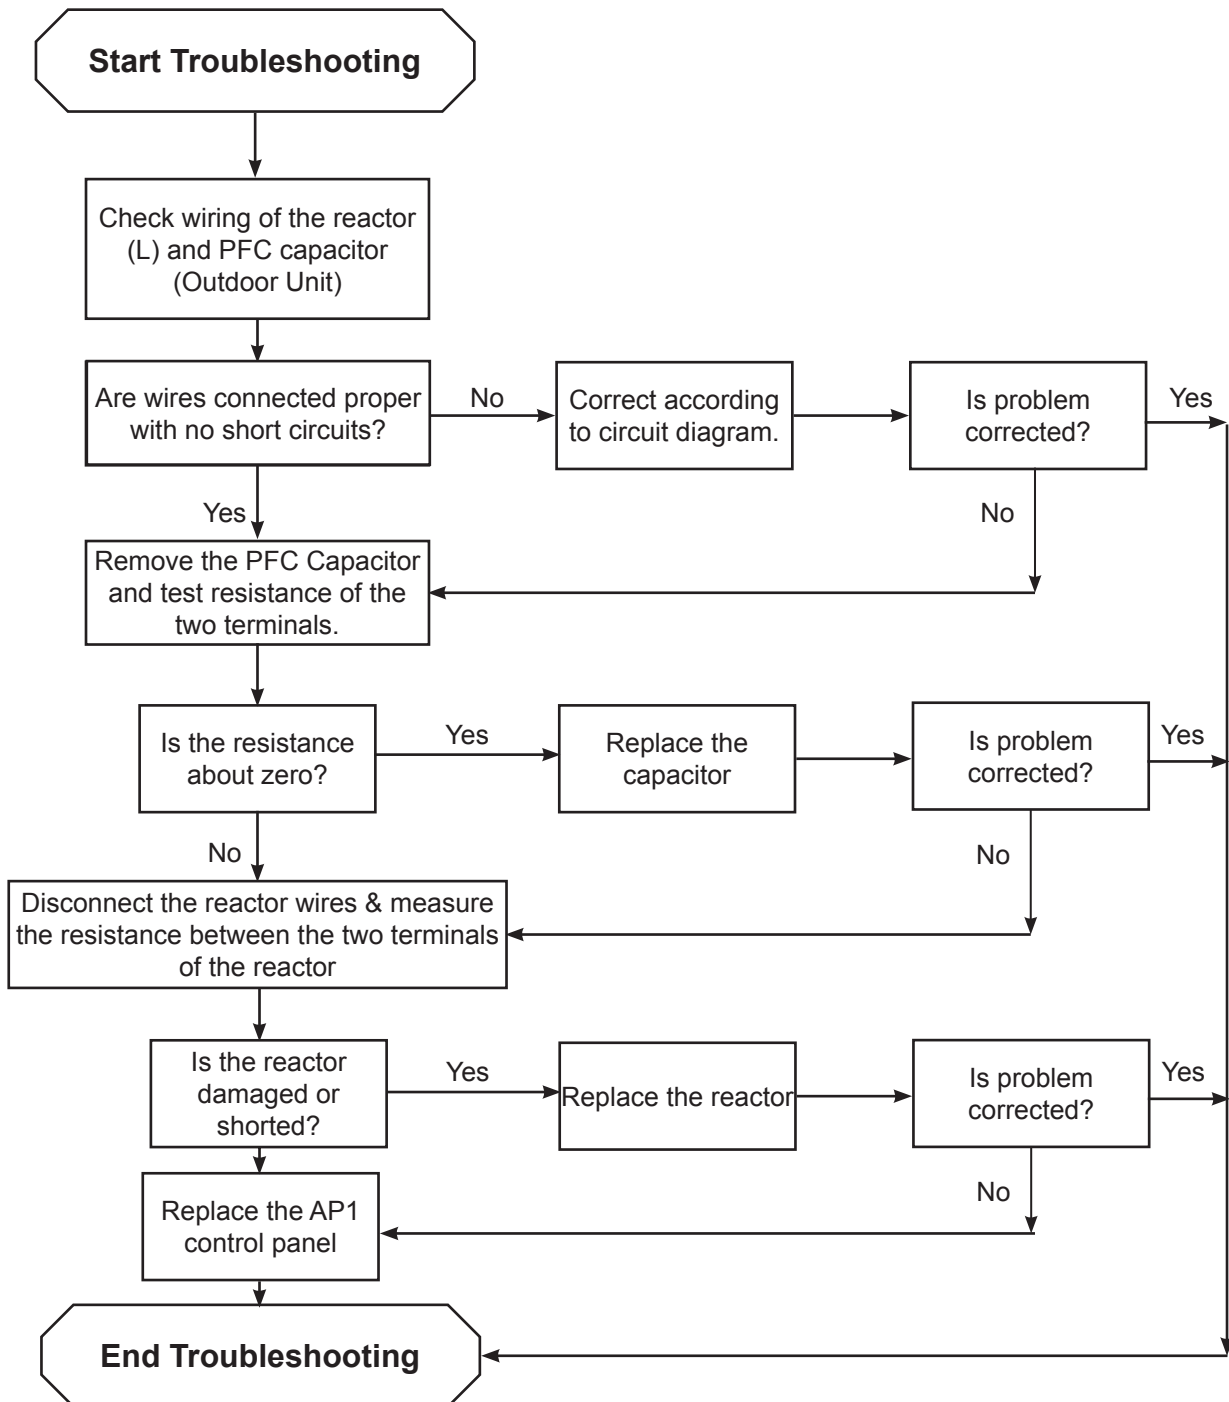 Start Troubleshooting
Check wiring of the reactor
(L) and PFC capacitor
(Outdoor Unit)
Are wires connected proper
with no short circuits?
No
Correct according
to circuit diagram.
Is problem
corrected?
Yes
Yes
No
Remove the PFC Capacitor
and test resistance of the
two terminals.
Is the resistance
about zero?
Yes
Replace the
capacitor
Is problem
corrected?
Yes
No
No
Disconnect the reactor wires & measure
the resistance between the two terminals
of the reactor
Is the reactor
damaged or
shorted?
Yes
Replace the reactor
Is problem
corrected?
Yes
No
Replace the AP1
control panel
End Troubleshooting